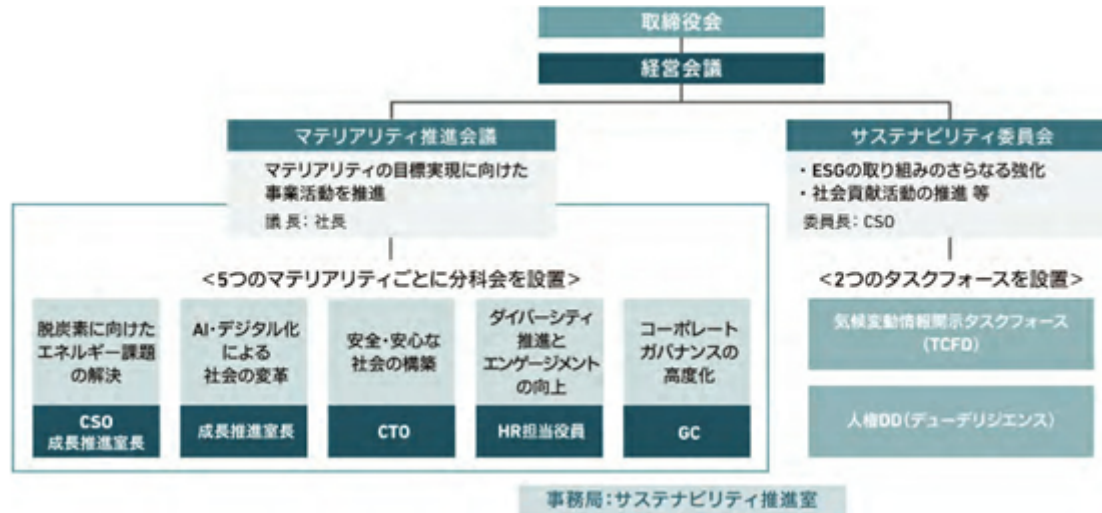 取締役会
経営会議
マテリアリティ推進会議
マテリアリティの目標実現に向けた
事業活動を推進
議長：社長
サステナビリティ委員会
・ESGの取り組みのさらなる強化
・社会貢献活動の推進 等
委員長：CSO
＜5つのマテリアリティごとに分科会を設置＞
脱炭素に向けた
エネルギー課題
の解決
CSO
成長推進室長
AI・デジタル化
による
社会の変革
成長推進室長
安全・安心な
社会の構築
CTO
ダイバーシティ
推進と
エンゲージメント
の向上
HR担当役員
コーポレート
ガバナンスの
高度化
GC
＜2つのタスクフォースを設置＞
気候変動情報開示タスクフォース
(TCFD)
人権DD(デューデリジェンス)
事務局：サステナビリティ推進室